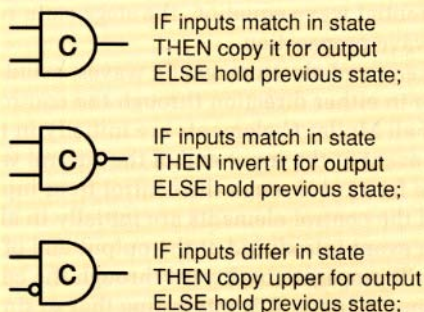 C
IF inputs match in state
THEN copy it for output
ELSE hold previous state;
C
IF inputs match in state
THEN invert it for output
ELSE hold previous state;
C
IF inputs differ in state
THEN copy upper for output
ELSE hold previous state;